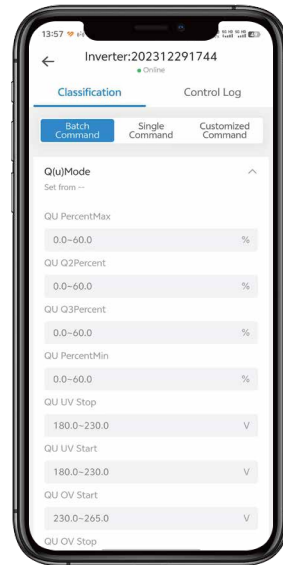 13:57
Inverter:202312291744
Online
Classification Control Log
Batch Command Single Command Customized Command
Q(u)Mode
Set from --
QU PercentMax
0.0~60.0 %
QU Q2Percent
0.0~60.0 %
QU Q3Percent
0.0~60.0 %
QU PercentMin
0.0~60.0 %
QU UV Stop
180.0~230.0 V
QU UV Start
180.0~230.0 V
QU OV Start
230.0~265.0 V
QU OV Stop